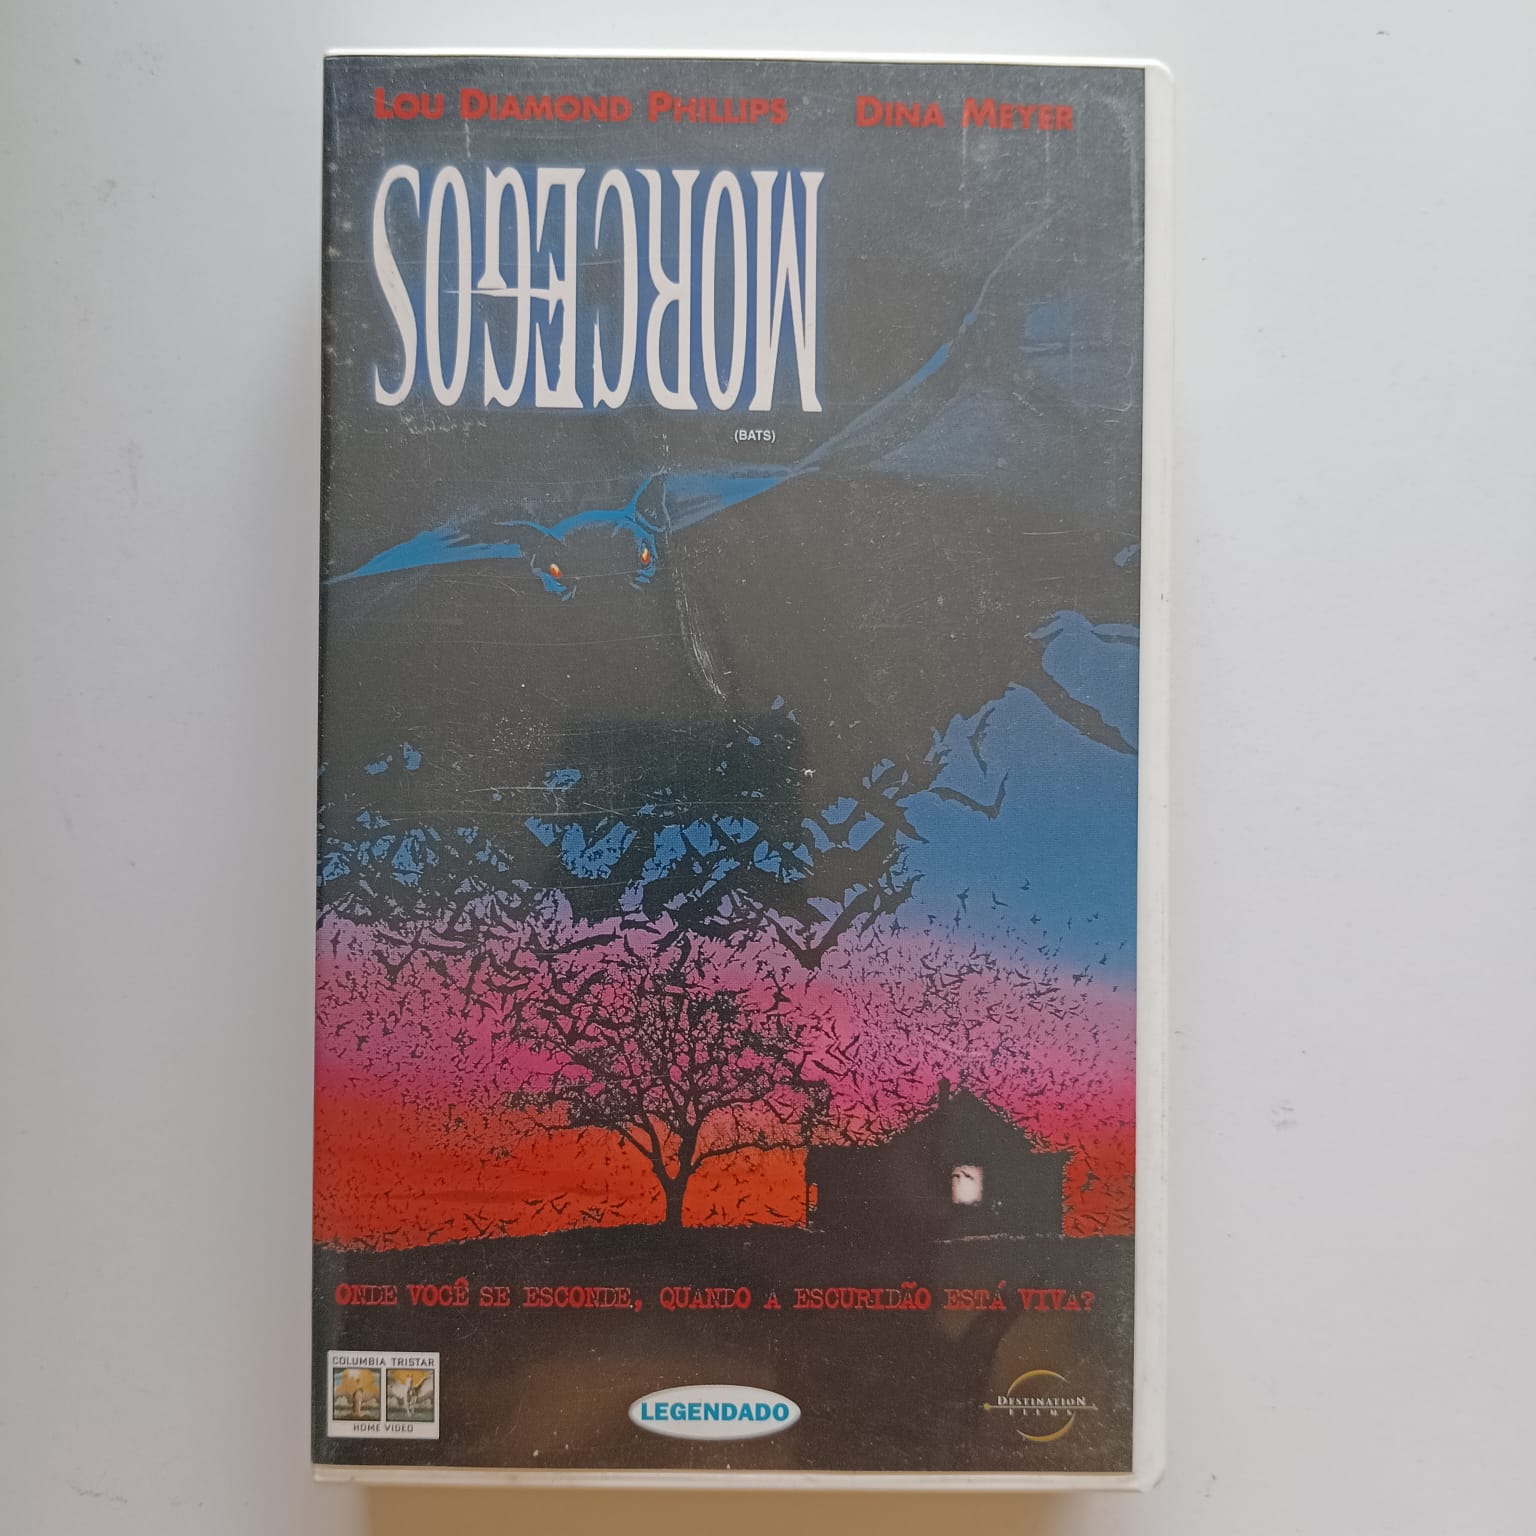 LOU DIAMOND PHILLIPS DINA MEYER
MORCEGOS
(BATS)
ONDE VOCÊ SE ESCONDE, QUANDO A ESCURIDÃO ESTÁ VIVA?
COLUMBIA TRISTAR
HOME VIDEO
LEGENDADO
DESTINATION
FILMS